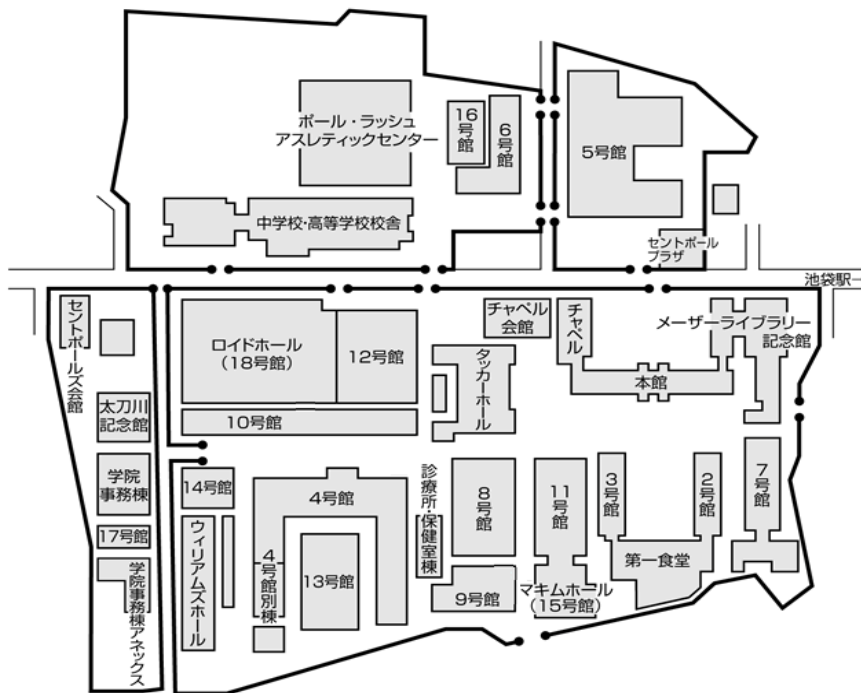 ポール・ラッシュ
アスレティックセンター
16号館
6号館
5号館
中学校・高等学校校舎
セントポール
プラザ
池袋駅
セントポールズ会館
ロイドホール
(18号館)
12号館
チャペル
会館
チャペル
メーザーライブラリー
記念館
本館
タッカーホール
太刀川
記念館
10号館
学院
事務棟
14号館
4号館
診療所・保健室棟
8号館
11号館
3号館
2号館
7号館
17号館
ウィリアムズホール
4号館別棟
13号館
第一食堂
学院事務棟アネックス
9号館
マキムホール
(15号館)